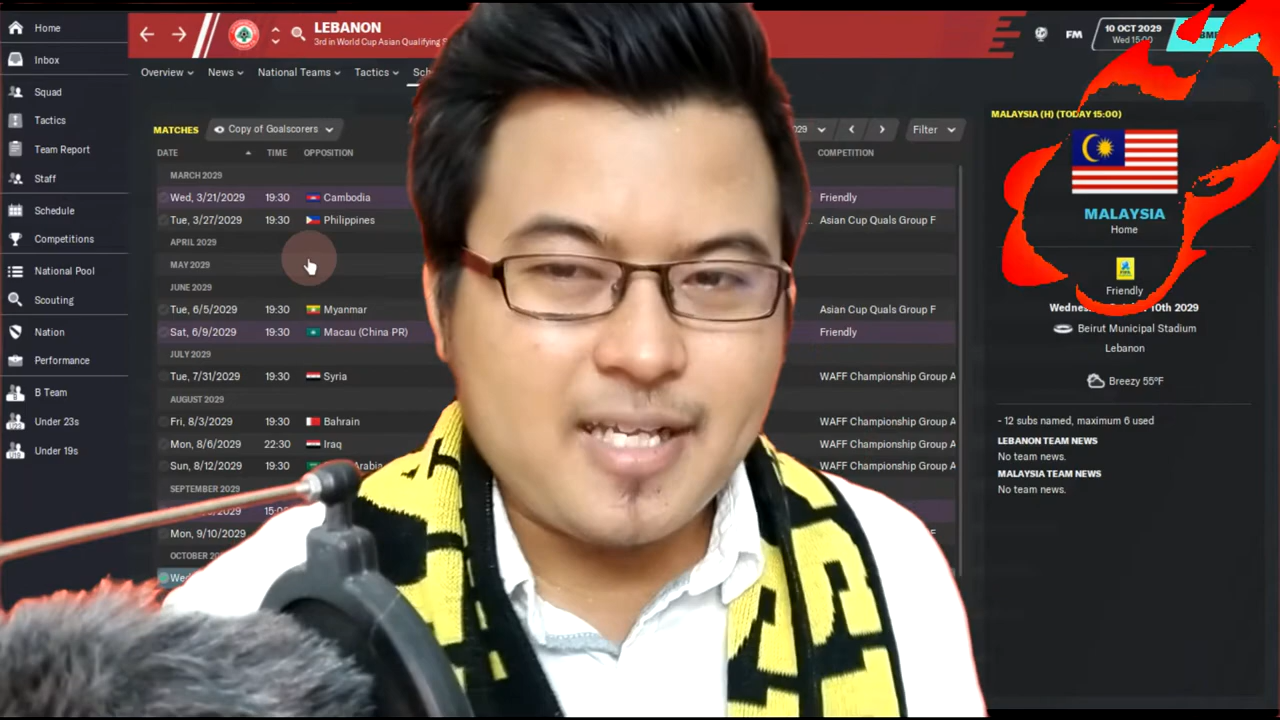 Home
Inbox
Squad
Tactics
Team Report
Staff
Schedule
Competitions
National Pool
Scouting
Nation
Performance
B Team
Under 23s
Under 19s
LEBANON
3rd in World Cup Asian Qualifying
FM
10 OCT 2029
Wed 15:00
Overview
News
National Teams
Tactics
Sch
MATCHES
Copy of Goalscorers
Filter
DATE TIME OPPOSITION COMPETITION
MARCH 2029
Wed, 3/21/2029 19:30 Cambodia Friendly
Tue, 3/27/2029 19:30 Philippines Asian Cup Quals Group F
APRIL 2029
MAY 2029
JUNE 2029
Tue, 6/5/2029 19:30 Myanmar Asian Cup Quals Group F
Sat, 6/9/2029 19:30 Macau (China PR) Friendly
JULY 2029
Tue, 7/31/2029 19:30 Syria WAFF Championship Group A
AUGUST 2029
Fri, 8/3/2029 19:30 Bahrain WAFF Championship Group A
Mon, 8/6/2029 22:30 Iraq WAFF Championship Group A
Sun, 8/12/2029 19:30 Arabia WAFF Championship Group A
SEPTEMBER 2029
Mon, 9/10/2029
OCTOBER
Wed
MALAYSIA (H) (TODAY 15:00)
MALAYSIA
Home
Friendly
10th 2029
Beirut Municipal Stadium
Lebanon
Breezy 55°F
- 12 subs named, maximum 6 used
LEBANON TEAM NEWS
No team news.
MALAYSIA TEAM NEWS
No team news.